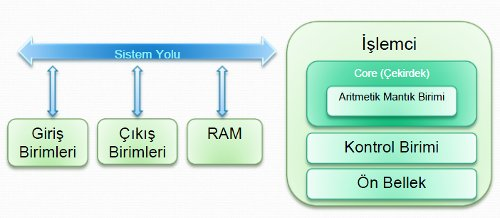 Sistem Yolu
Giriş
Birimleri
Çıkış
Birimleri
RAM
İşlemci
Core (Çekirdek)
Aritmetik Mantık Birimi
Kontrol Birimi
Ön Bellek